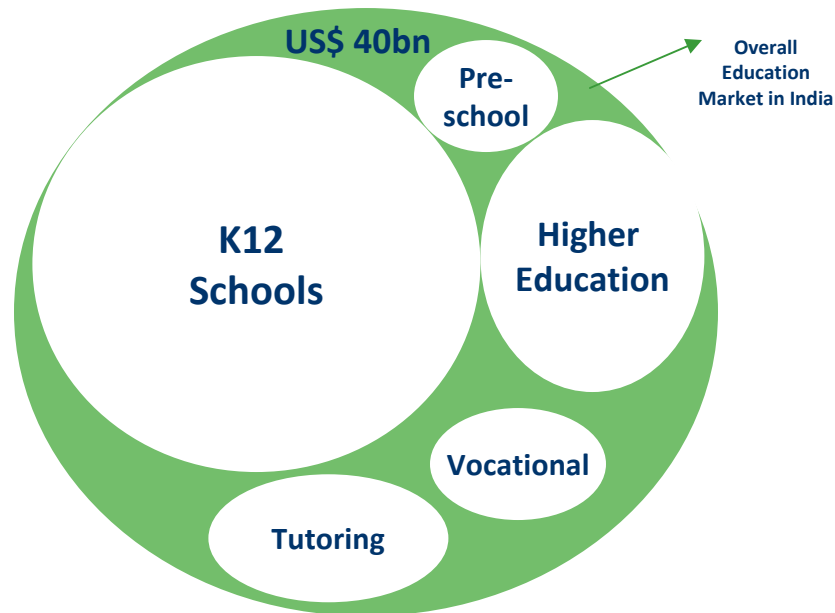 US$ 40bn
Pre-
school
Overall
Education
Market in India
K12
Schools
Higher
Education
Vocational
Tutoring